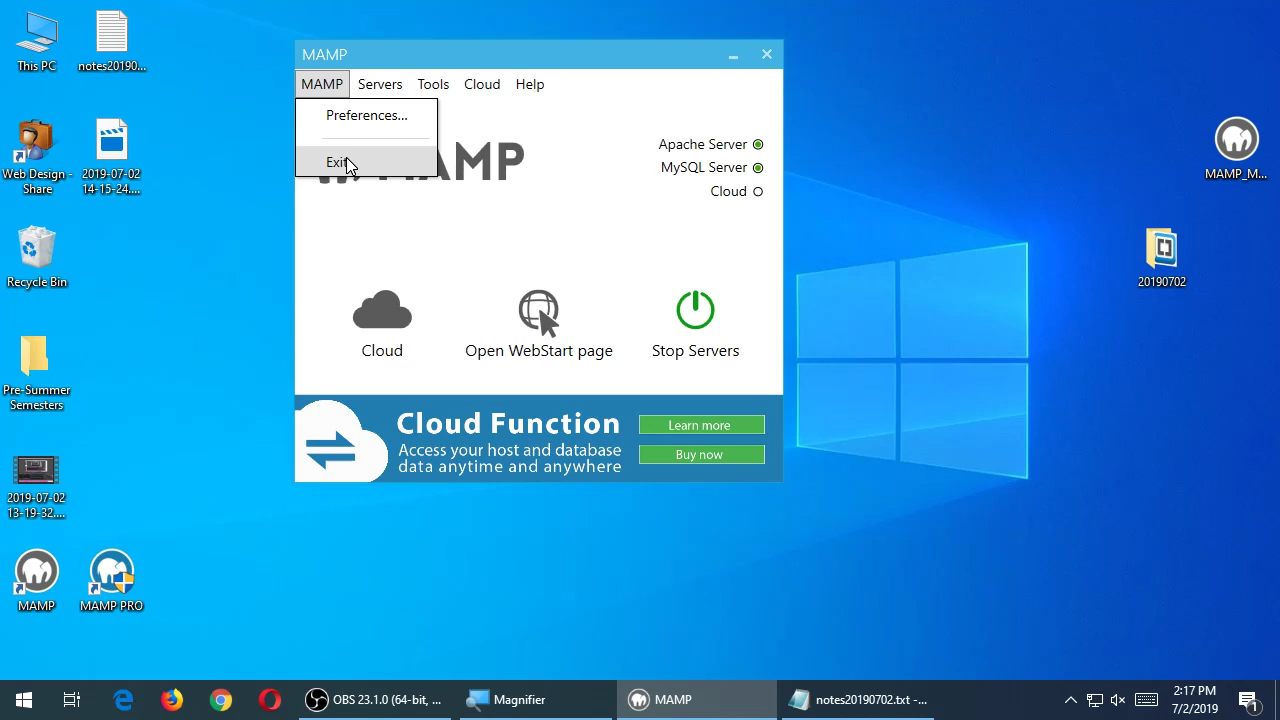 This PC
notes20190...
Web Design -
Share
2019-07-02
14-15-24....
Recycle Bin
Pre-Summer
Semesters
2019-07-02
13-19-32....
MAMP
MAMP PRO
MAMP
MAMP
Servers
Tools
Cloud
Help
Preferences...
Exit
MAMP
Apache Server
MySQL Server
Cloud
Cloud
Open WebStart page
Stop Servers
Cloud Function
Access your host and database
data anytime and anywhere
Learn more
Buy now
MAMP_M...
20190702
OBS 23.1.0 (64-bit, ...
Magnifier
MAMP
notes20190702.txt -...
2:17 PM
7/2/2019
1